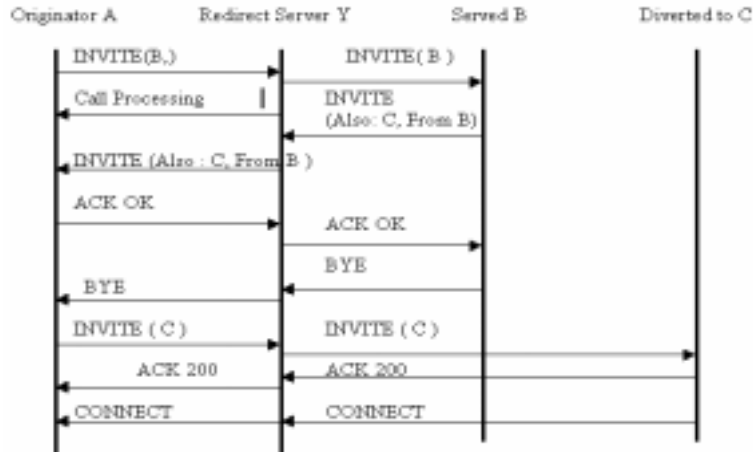 Originator A Redirect Server Y Served B Diverted to C
INVITE(B,) INVITE( B )
Call Processing INVITE
(Also: C, From B)
INVITE (Also : C, From B )
ACK OK
ACK OK
BYE
BYE
INVITE ( C ) INVITE ( C )
ACK 200 ACK 200
CONNECT CONNECT